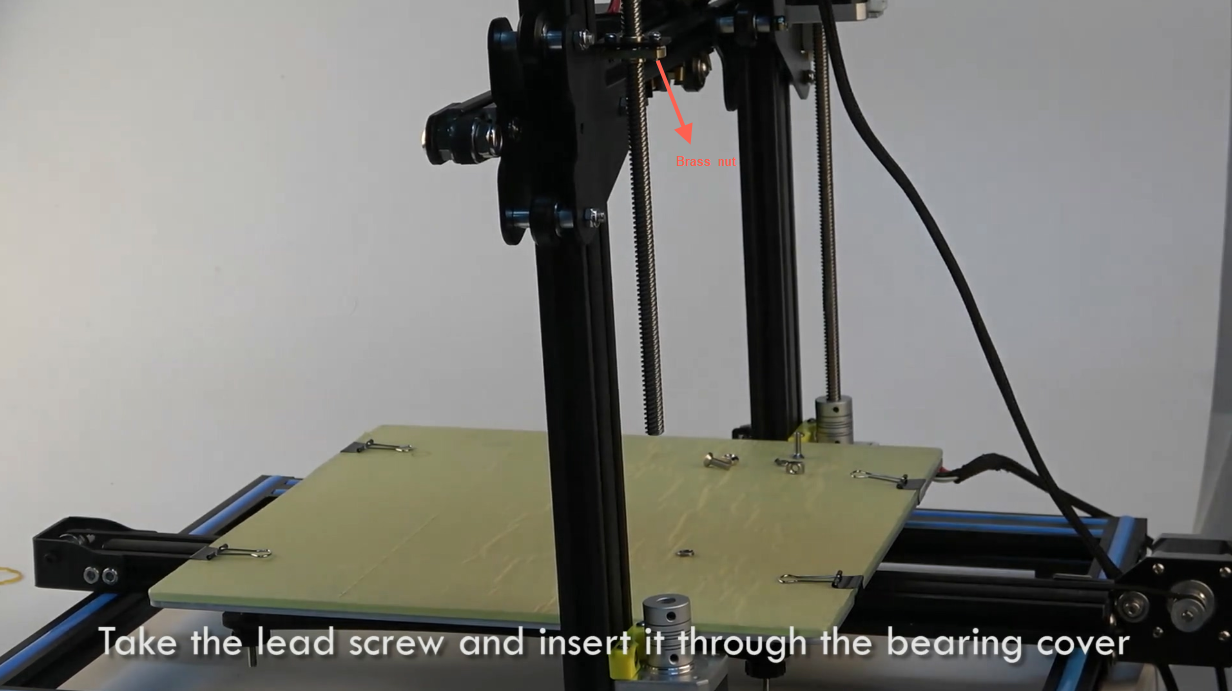 Brass nut
Take the lead screw and insert it through the bearing cover